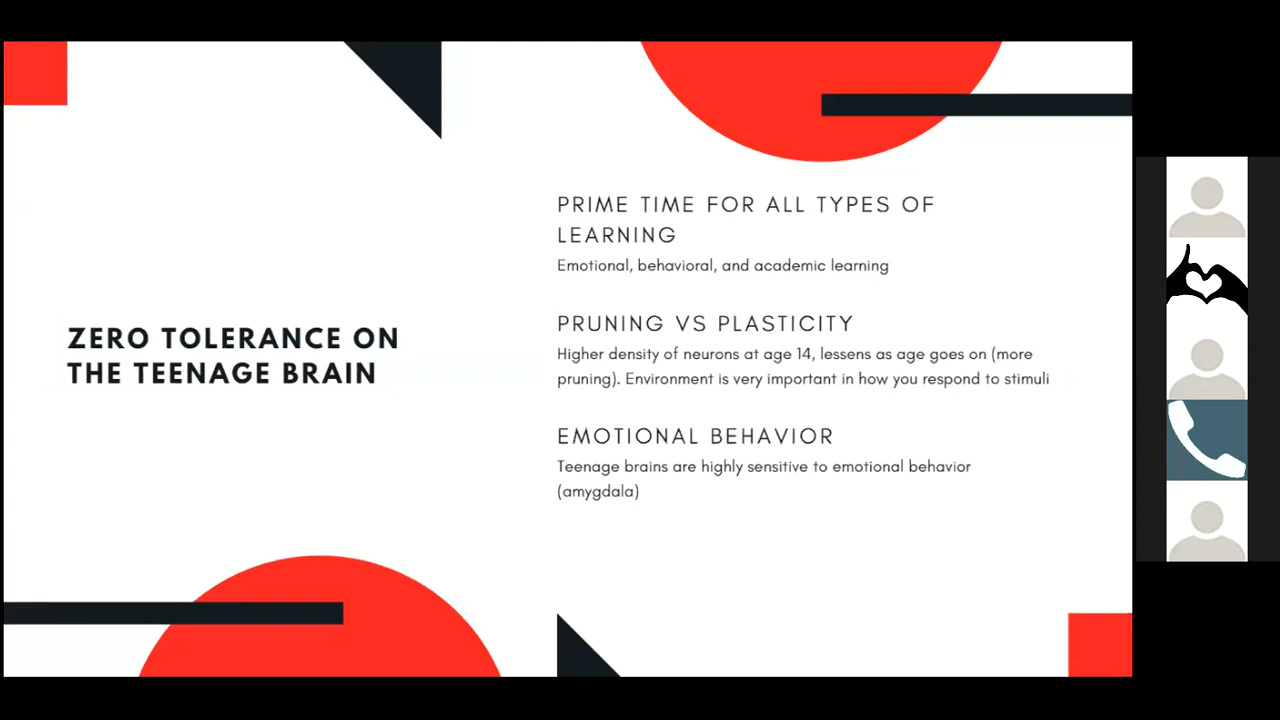 ZERO TOLERANCE ON
THE TEENAGE BRAIN
PRIME TIME FOR ALL TYPES OF
LEARNING
Emotional, behavioral, and academic learning
PRUNING VS PLASTICITY
Higher density of neurons at age 14, lessens as age goes on (more
pruning). Environment is very important in how you respond to stimuli
EMOTIONAL BEHAVIOR
Teenage brains are highly sensitive to emotional behavior
(amygdala)